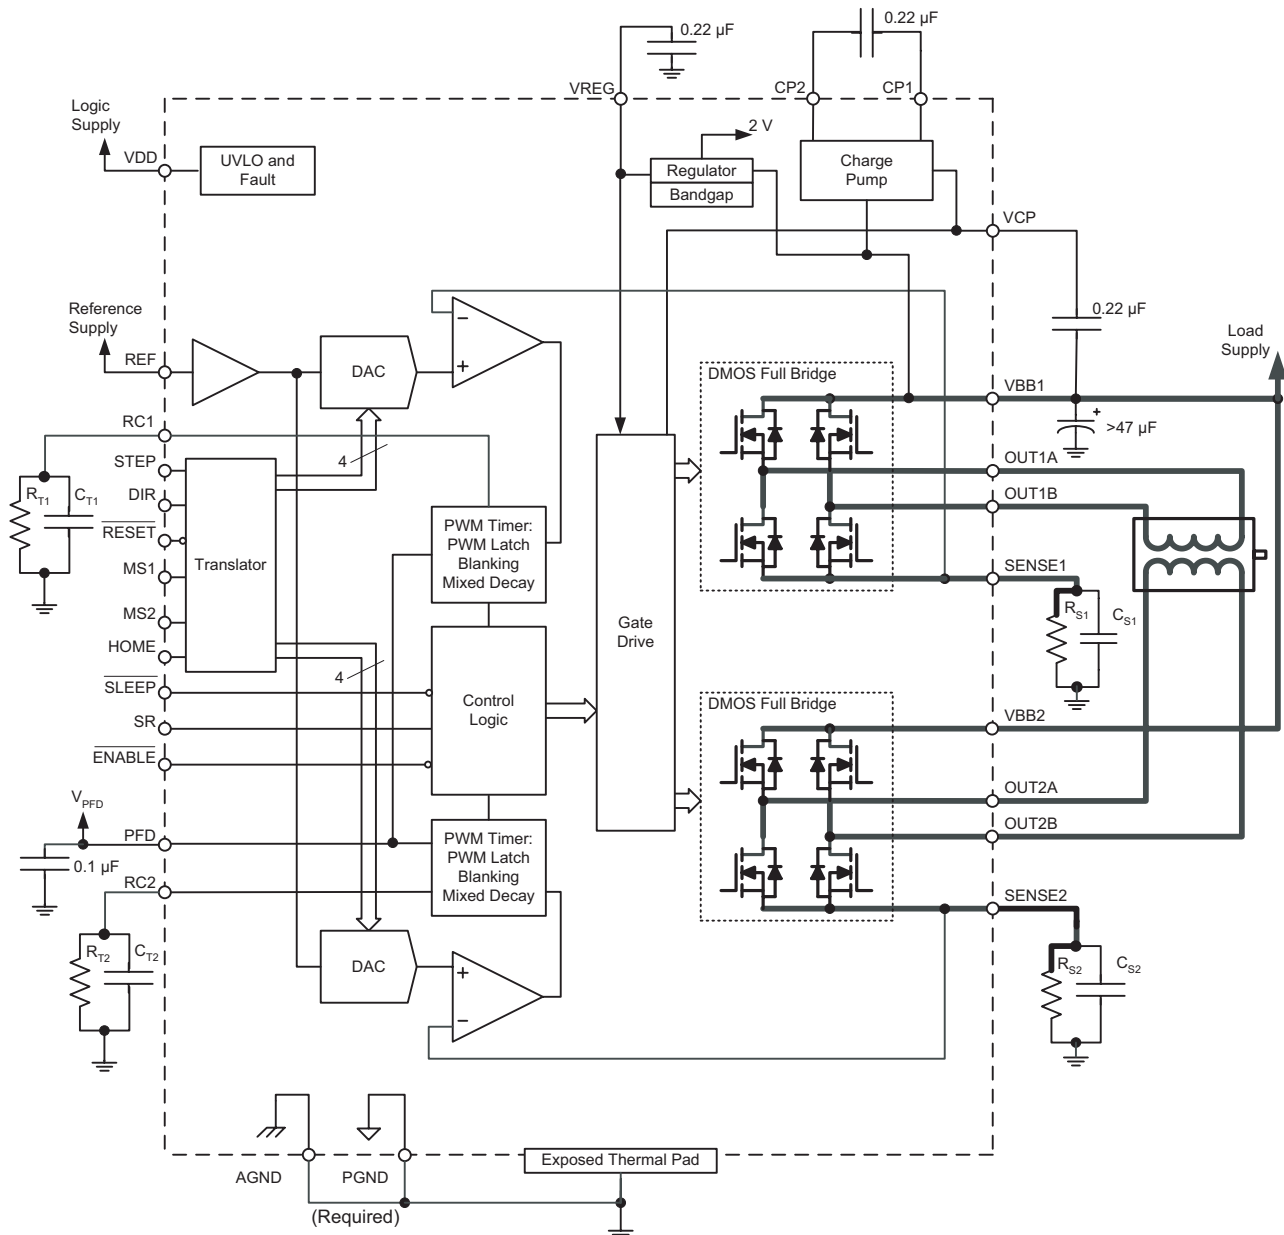 0.22 µF
0.22 µF
VREG
CP2
CP1
Logic
Supply
VDD
UVLO and
Fault
2 V
Regulator
Bandgap
Charge
Pump
VCP
Reference
Supply
REF
DAC
−
+
0.22 µF
Load
Supply
DMOS Full Bridge
VBB1
+
>47 µF
RC1
STEP
DIR
RESET
MS1
MS2
HOME
SLEEP
SR
ENABLE
RT1
CT1
Translator
4
4
PWM Timer:
PWM Latch
Blanking
Mixed Decay
Control
Logic
Gate
Drive
OUT1A
OUT1B
SENSE1
RS1
CS1
DMOS Full Bridge
VBB2
OUT2A
OUT2B
VPFD
PFD
0.1 µF
RC2
PWM Timer:
PWM Latch
Blanking
Mixed Decay
SENSE2
RT2
CT2
DAC
+
−
RS2
CS2
AGND
PGND
Exposed Thermal Pad
(Required)